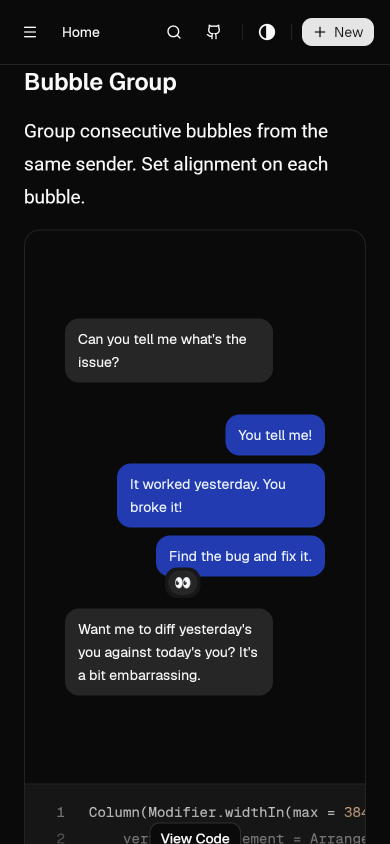 Home
New
Bubble Group
Group consecutive bubbles from the
same sender. Set alignment on each
bubble.
Can you tell me what's the
issue?
You tell me!
It worked yesterday. You
broke it!
Find the bug and fix it.
👀
Want me to diff yesterday's
you against today's you? It's
a bit embarrassing.
1 Column(Modifier.widthIn(max = 384
2 ver ement = Arrange
View Code